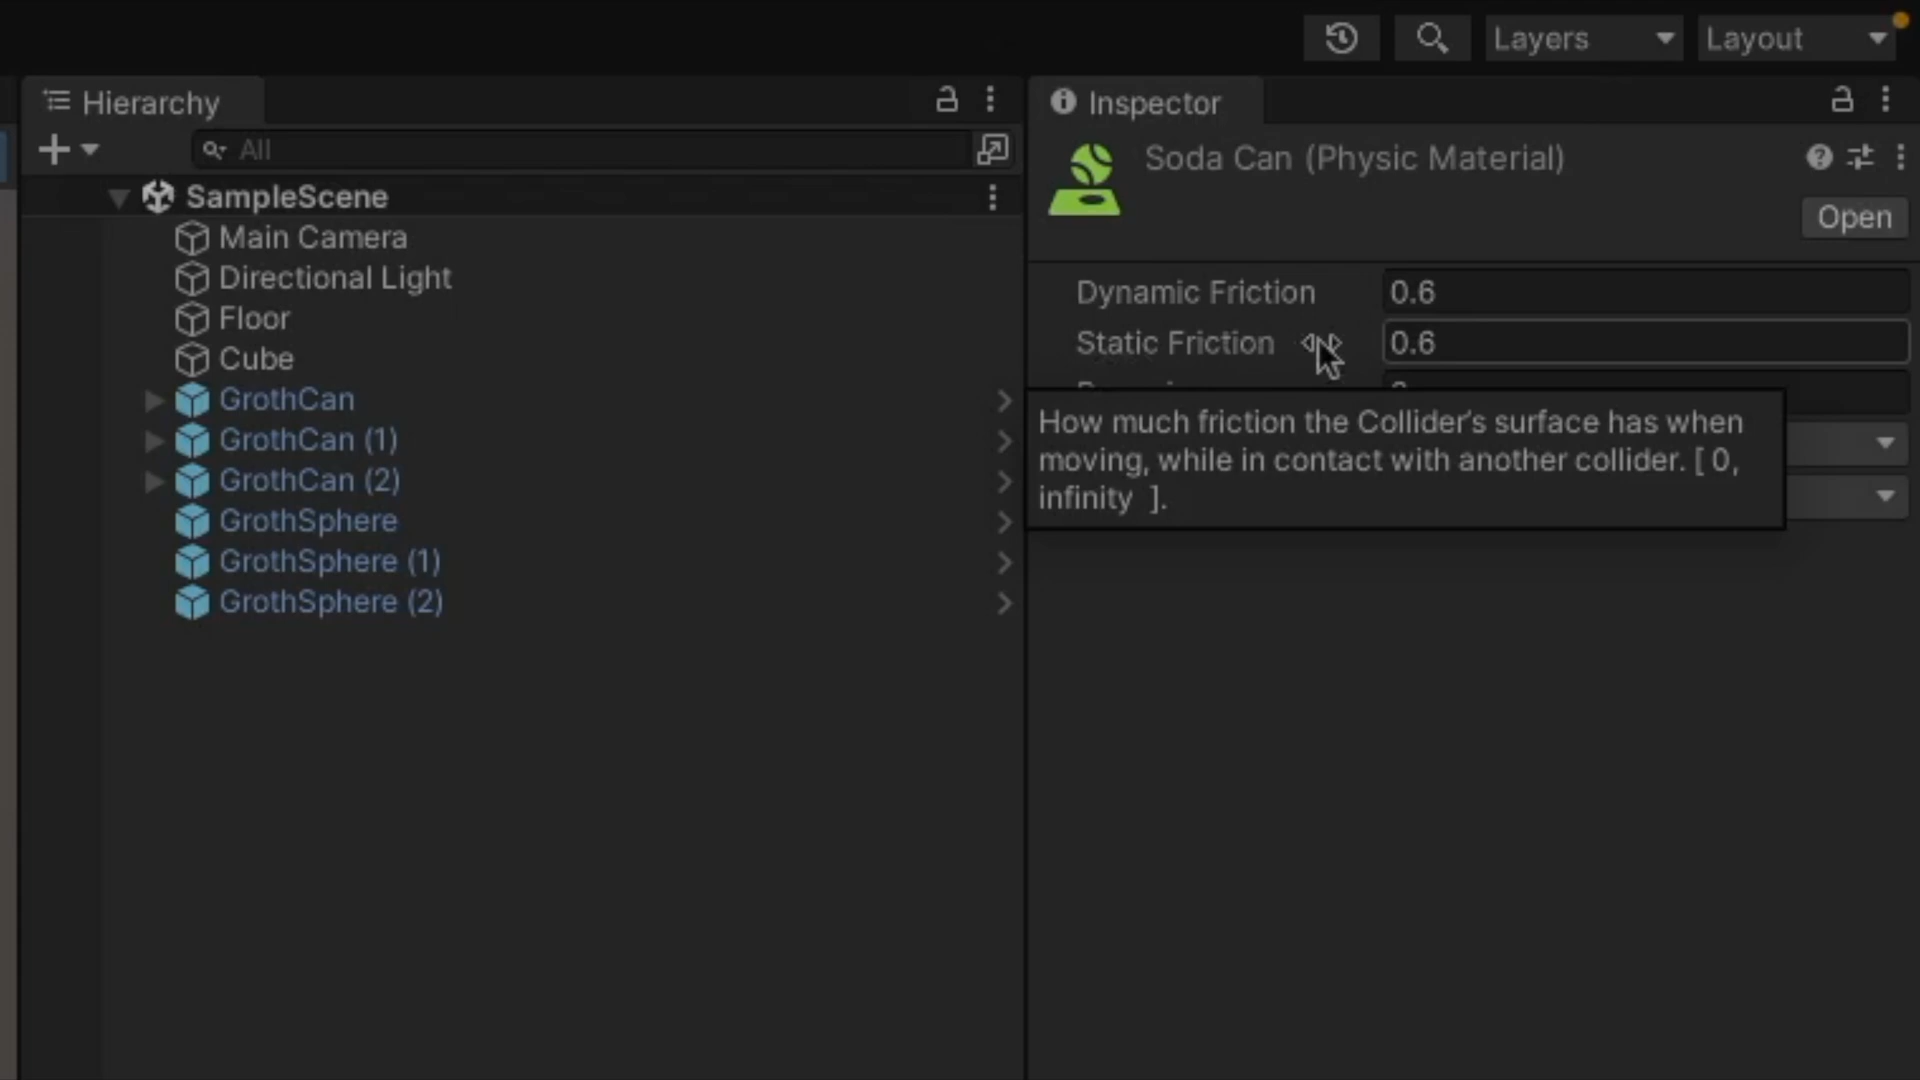 Layers
Layout
Hierarchy
All
SampleScene
Main Camera
Directional Light
Floor
Cube
GrothCan
GrothCan (1)
GrothCan (2)
GrothSphere
GrothSphere (1)
GrothSphere (2)
Inspector
Soda Can (Physic Material)
Open
Dynamic Friction 0.6
Static Friction 0.6
How much friction the Collider's surface has when
moving, while in contact with another collider. [ 0,
infinity ].